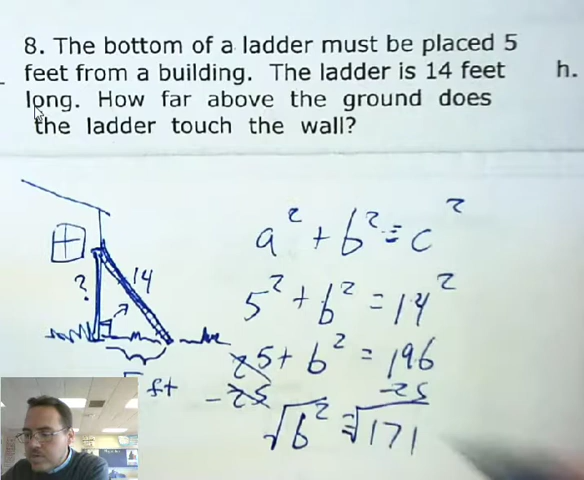 8. The bottom of a ladder must be placed 5
feet from a building. The ladder is 14 feet
long. How far above the ground does
the ladder touch the wall?
h.
? 14
ft
a² + b² = c²
5² + b² = 14²
25 + b² = 196
-25 -25
√b² = √171